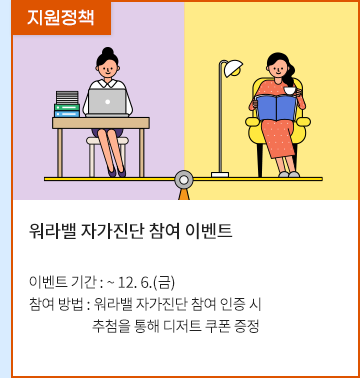 지원정책
워라밸 자가진단 참여 이벤트
이벤트 기간 : ~ 12. 6.(금)
참여 방법 : 워라밸 자가진단 참여 인증 시
추첨을 통해 디저트 쿠폰 증정